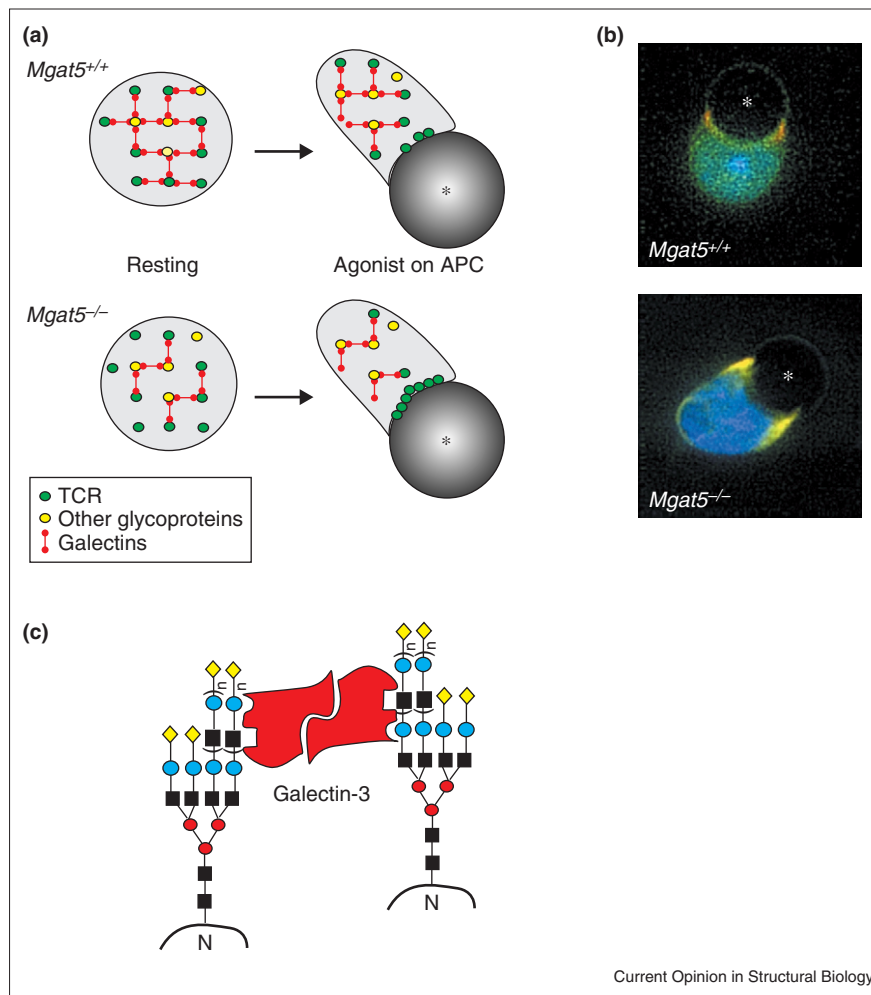 (a)
Mgat5+/+
Resting
Agonist on APC
*
Mgat5–/–
*
TCR
Other glycoproteins
Galectins
(b)
*
Mgat5+/+
*
Mgat5–/–
(c)
n
n
n
n
Galectin-3
N
N
Current Opinion in Structural Biology